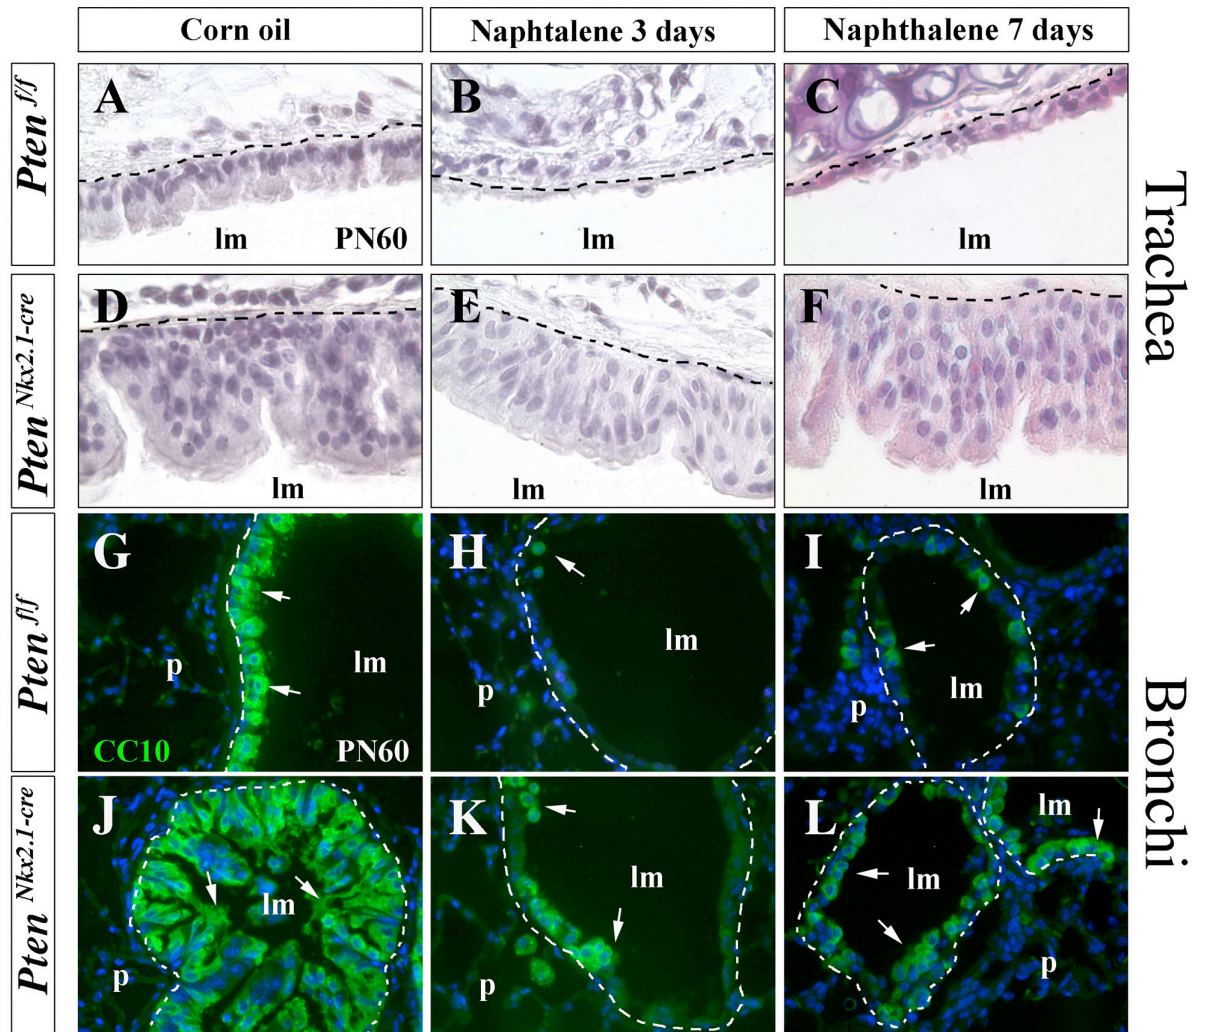 Corn oil
Naphtalene 3 days
Naphthalene 7 days
Pten f/f
A
lm
PN60
B
lm
C
lm
Trachea
Pten Nkx2.1-cre
D
lm
E
lm
F
lm
Pten f/f
G
p
lm
CC10
PN60
H
lm
p
I
lm
p
Bronchi
Pten Nkx2.1-cre
J
lm
p
K
lm
p
L
lm
lm
p